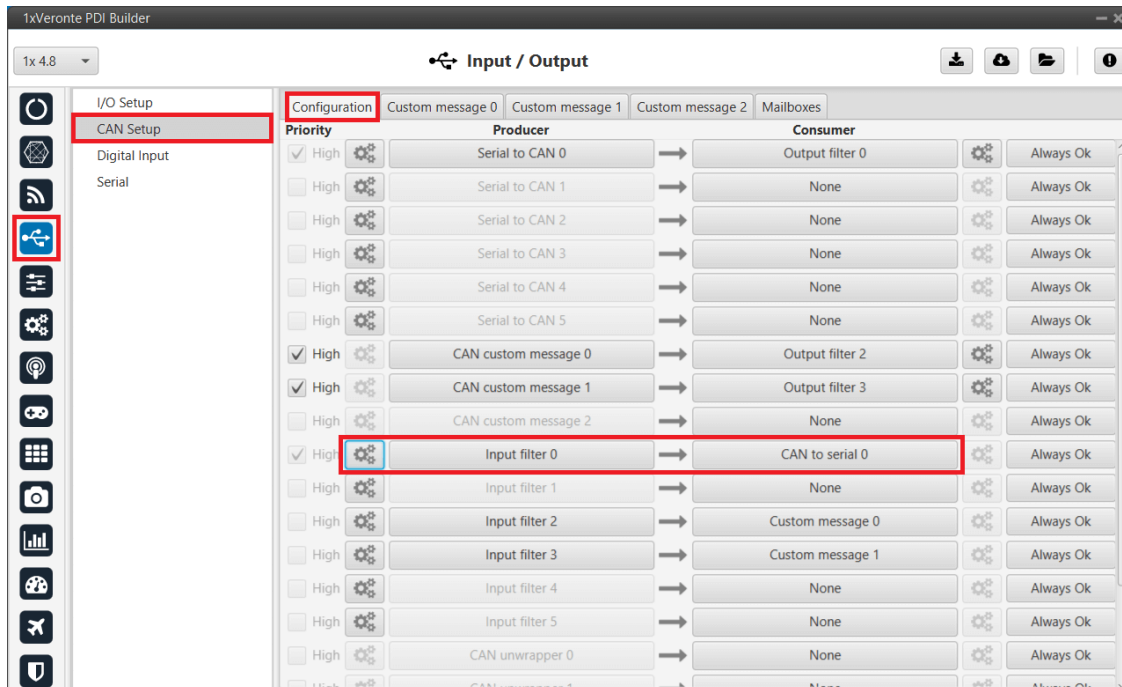 1xVeronte PDI Builder
1x 4.8
Input / Output
I/O Setup
CAN Setup
Digital Input
Serial
Configuration Custom message 0 Custom message 1 Custom message 2 Mailboxes
Priority Producer Consumer
High Serial to CAN 0 Output filter 0 Always Ok
High Serial to CAN 1 None Always Ok
High Serial to CAN 2 None Always Ok
High Serial to CAN 3 None Always Ok
High Serial to CAN 4 None Always Ok
High Serial to CAN 5 None Always Ok
High CAN custom message 0 Output filter 2 Always Ok
High CAN custom message 1 Output filter 3 Always Ok
High CAN custom message 2 None Always Ok
High Input filter 0 CAN to serial 0 Always Ok
High Input filter 1 None Always Ok
High Input filter 2 Custom message 0 Always Ok
High Input filter 3 Custom message 1 Always Ok
High Input filter 4 None Always Ok
High Input filter 5 None Always Ok
High CAN unwrapper 0 None Always Ok